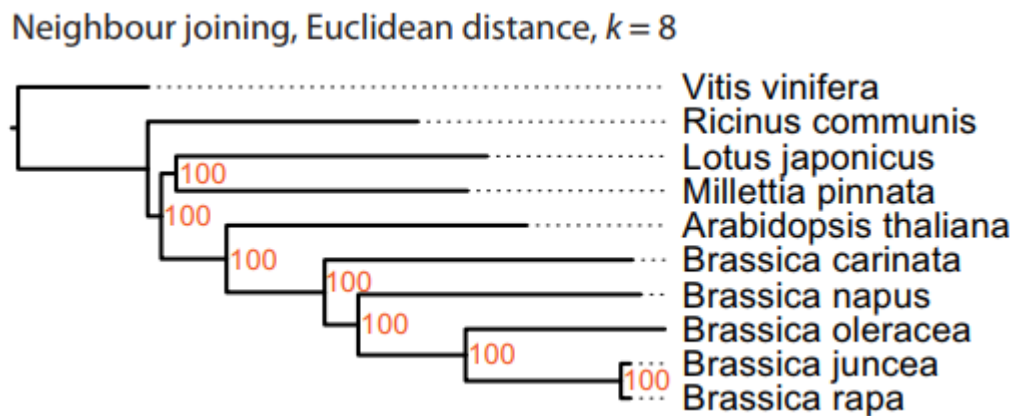 Neighbour joining, Euclidean distance, k = 8
Vitis vinifera
Ricinus communis
Lotus japonicus
100
Millettia pinnata
100
Arabidopsis thaliana
100
Brassica carinata
100
Brassica napus
100
Brassica oleracea
100
Brassica juncea
100
Brassica rapa